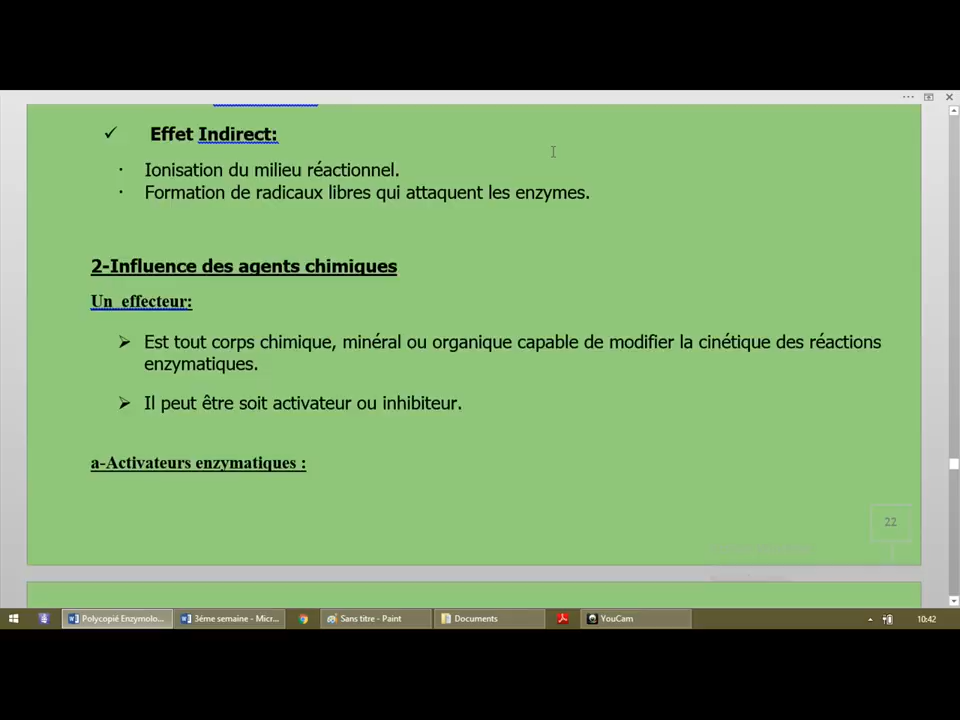 ✓ Effet Indirect:
· Ionisation du milieu réactionnel.
· Formation de radicaux libres qui attaquent les enzymes.
2-Influence des agents chimiques
Un effecteur:
➢ Est tout corps chimique, minéral ou organique capable de modifier la cinétique des réactions
enzymatiques.
➢ Il peut être soit activateur ou inhibiteur.
a-Activateurs enzymatiques :
22
Polycopié Enzymolo...
3éme semaine - Micr...
Sans titre - Paint
Documents
YouCam
10:42